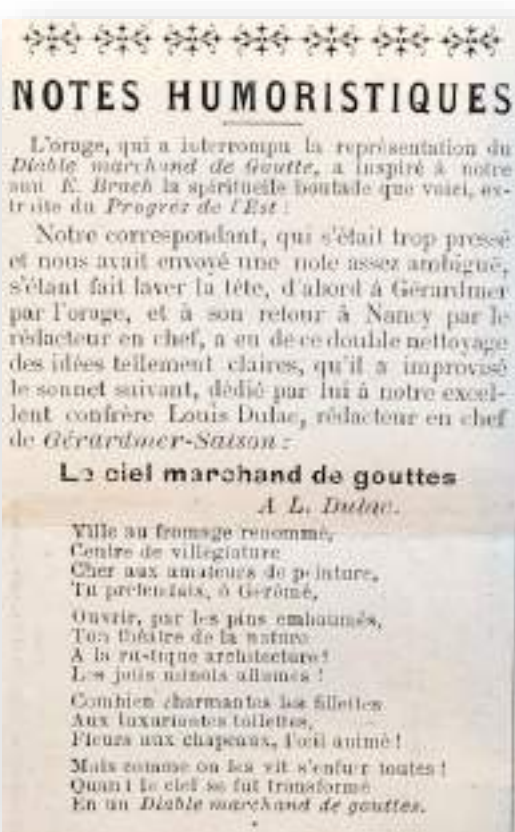 NOTES HUMORISTIQUES
L'orage, qui a interrompu la représentation du
Diable marchand de Goutte, a inspiré à notre
ami E. Brach la spirituelle boutade que voici, ex-
traite du Progrès de l'Est :
Notre correspondant, qui s'était trop pressé
et nous avait envoyé une note assez ambiguë,
s'étant fait laver la tête, d'abord à Gérardmer
par l'orage, et à son retour à Nancy par le
rédacteur en chef, a eu de ce double nettoyage
des idées tellement claires, qu'il a improvisé
le sonnet suivant, dédié par lui à notre excel-
lent confrère Louis Dulac, rédacteur en chef
de Gérardmer-Saison :
Le ciel marchand de gouttes
A L. Dulac.
Ville au fromage renommé,
Centre de villégiature
Cher aux amateurs de peinture,
Tu prétendais, ô Gerômé,
Ouvrir, par les pins embaumés,
Ton théâtre de la nature
A la rustique architecture !
Les jolis minois allumés !
Combien charmantes les fillettes
Aux luxuriantes toilettes,
Fleurs aux chapeaux, l'œil animé !
Mais comme on les vit s'enfuir toutes !
Quand le ciel se fut transformé
En un Diable marchand de gouttes.